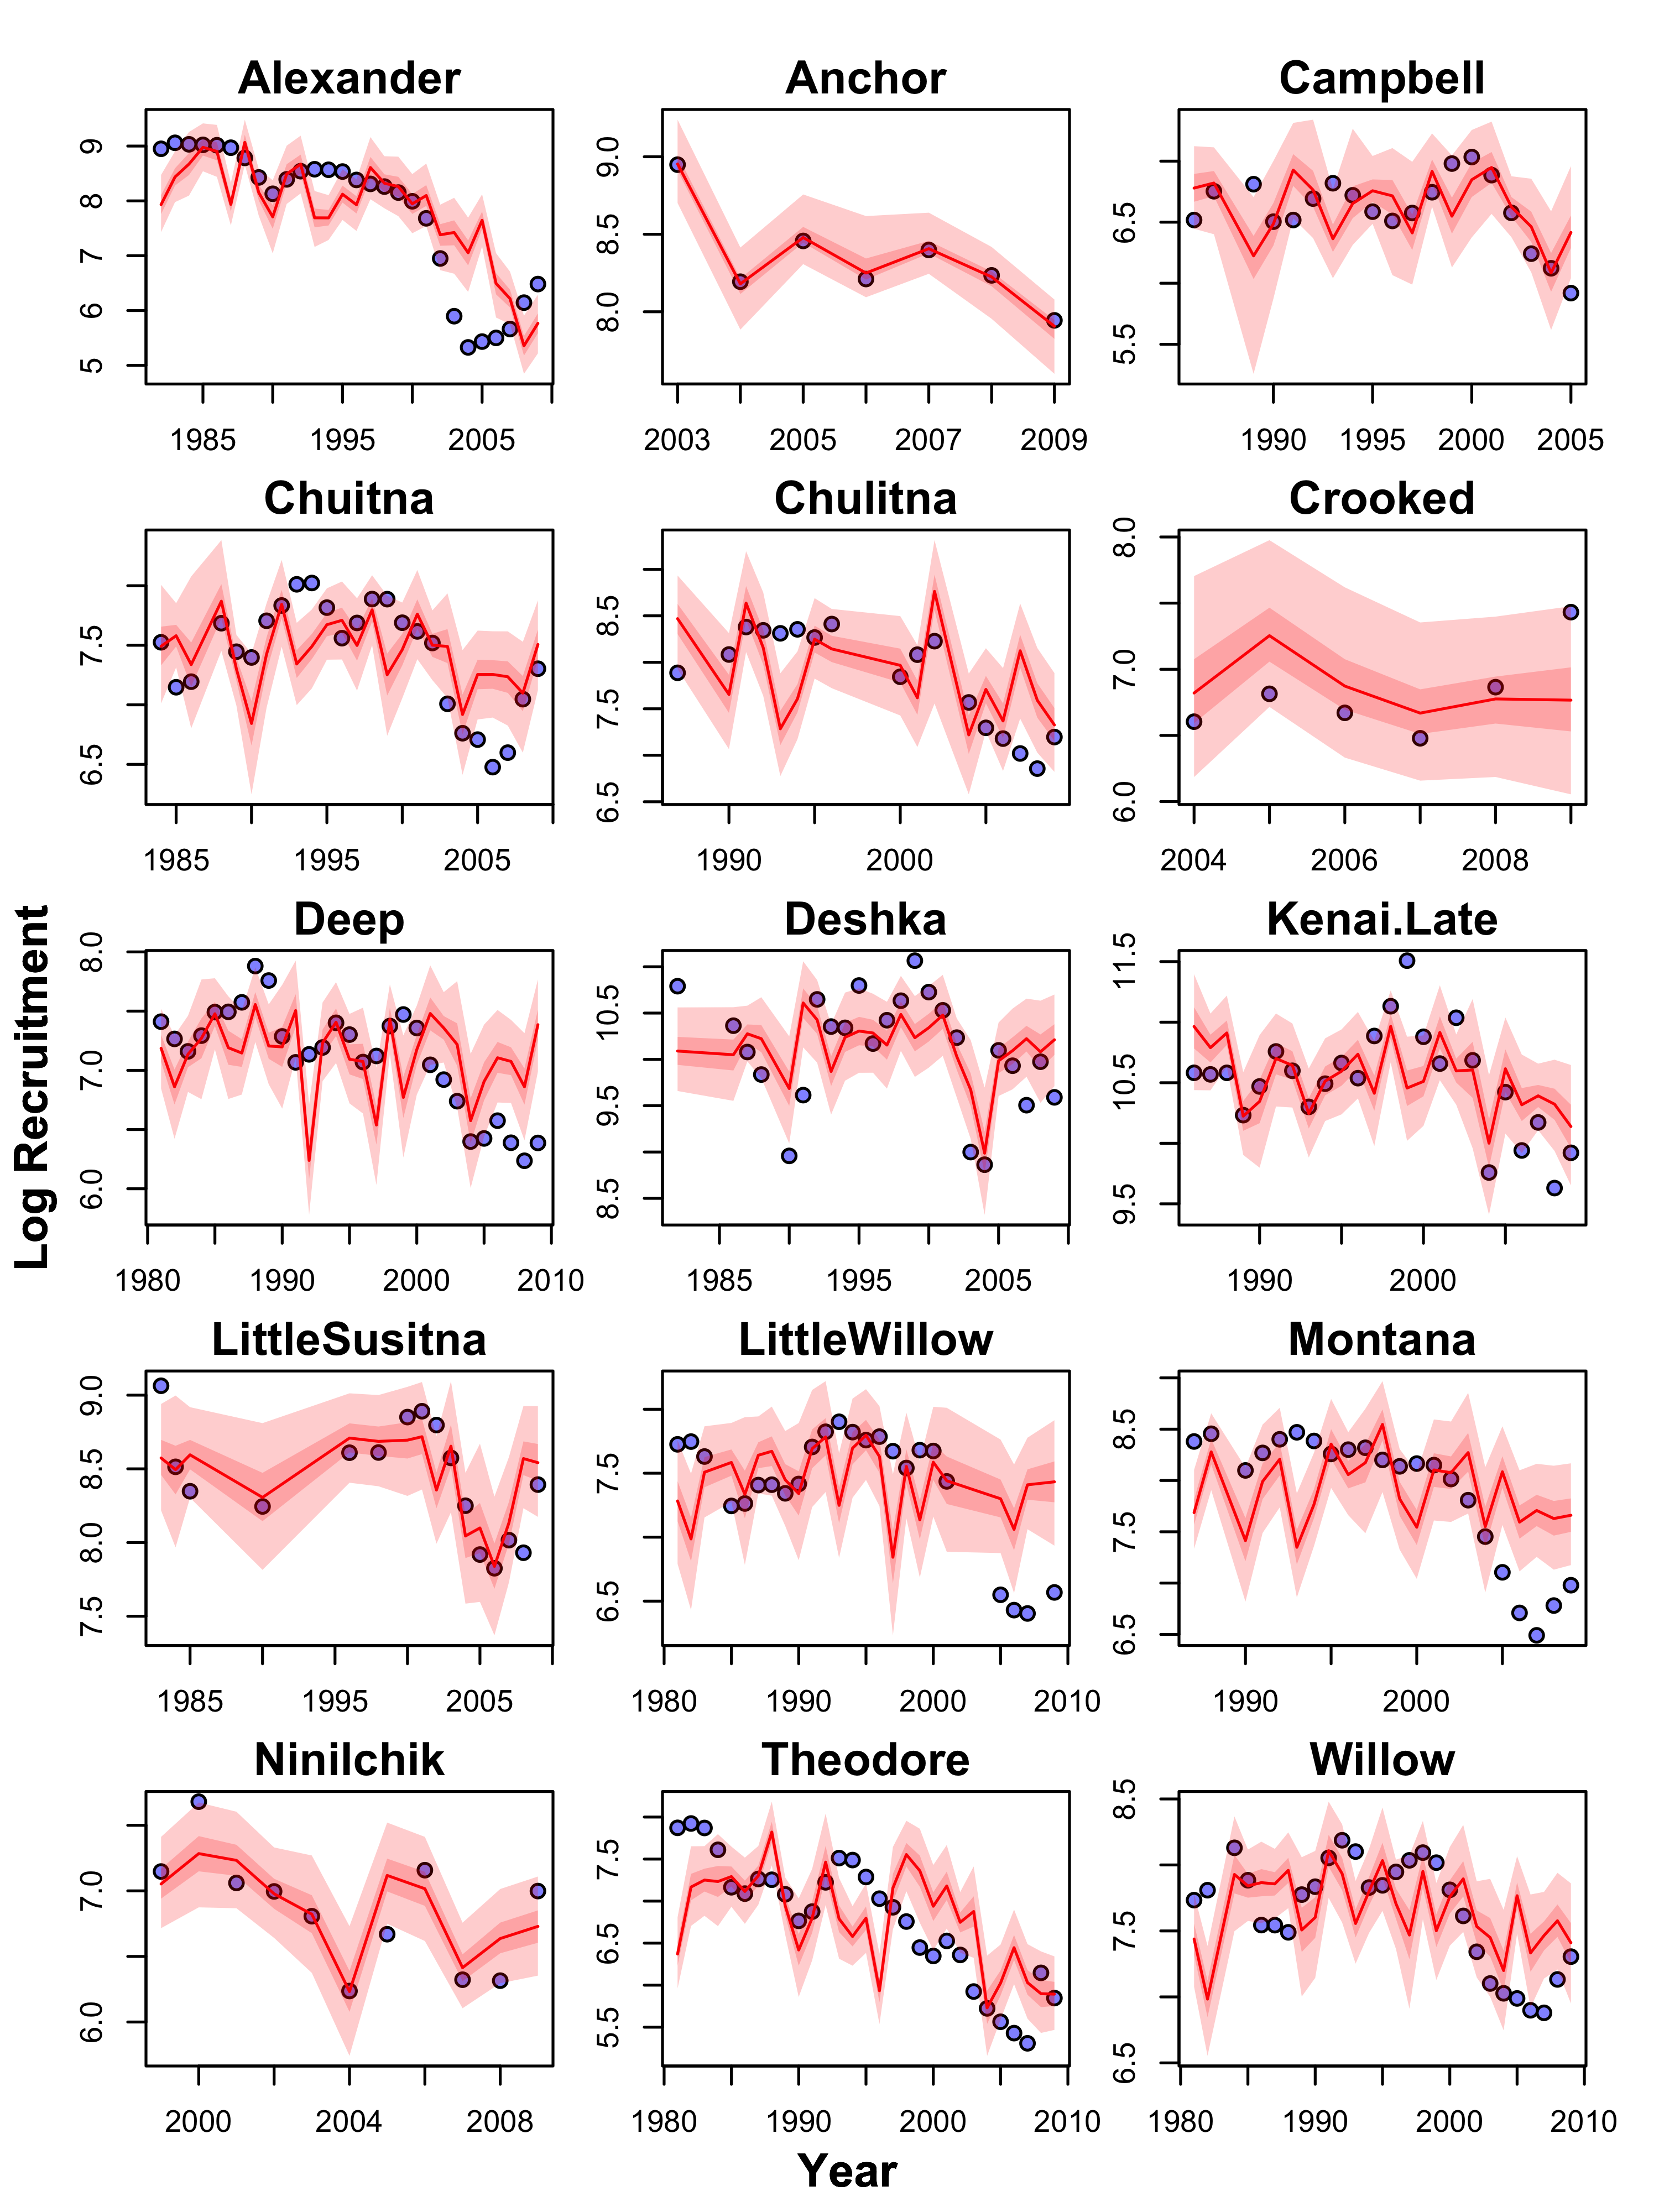 Alexander Anchor Campbell
9 8 7 6 5
9.0 8.5 8.0
6.5 5.5
1985 1995 2005
2003 2005 2007 2009
1990 1995 2000 2005
Chuitna Chulitna Crooked
7.5 6.5
8.5 7.5 6.5
8.0 7.0 6.0
1985 1995 2005
1990 2000
2004 2006 2008
Deep Deshka Kenai.Late
8.0 7.0 6.0
10.5 9.5 8.5
11.5 10.5 9.5
1980 1990 2000 2010
1985 1995 2005
1990 2000
LittleSusitna LittleWillow Montana
9.0 8.5 8.0 7.5
7.5 6.5
8.5 7.5 6.5
1985 1995 2005
1980 1990 2000 2010
1990 2000
Ninilchik Theodore Willow
7.0 6.0
7.5 6.5 5.5
8.5 7.5 6.5
2000 2004 2008
1980 1990 2000 2010
1980 1990 2000 2010
Log Recruitment
Year